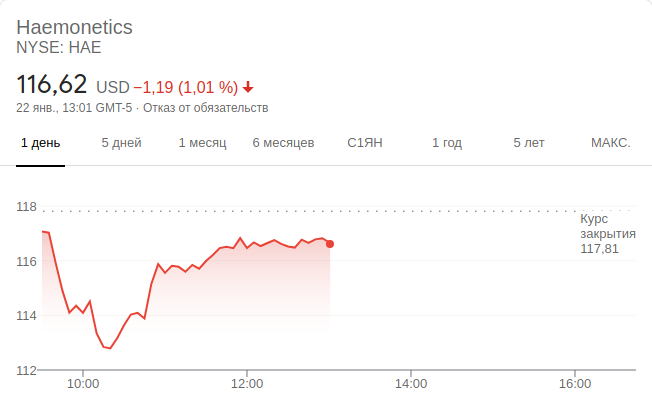 Haemonetics
NYSE: HAE
116,62 USD −1,19 (1,01 %)
22 янв., 13:01 GMT-5 · Отказ от обязательств
1 день 5 дней 1 месяц 6 месяцев С1ЯН 1 год 5 лет МАКС.
118
Курс
закрытия
117,81
116
114
112
10:00 12:00 14:00 16:00